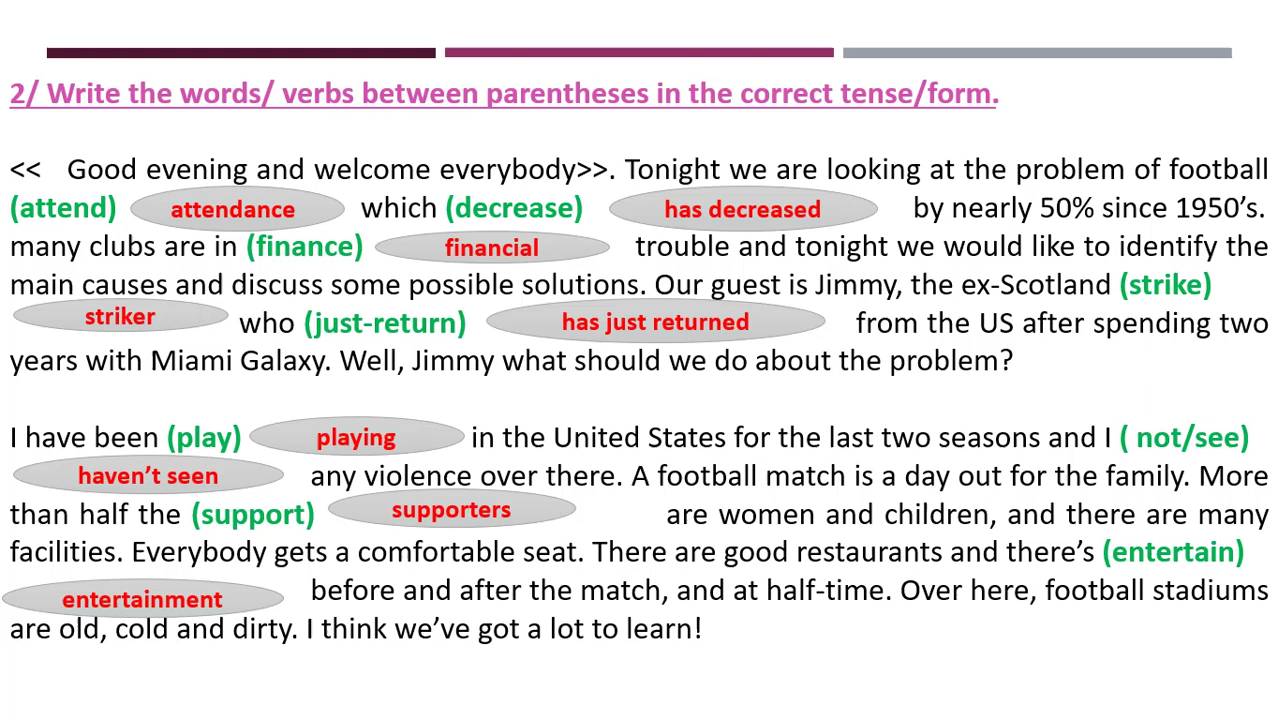 2/ Write the words/ verbs between parentheses in the correct tense/form.
<< Good evening and welcome everybody>>. Tonight we are looking at the problem of football
(attend) attendance which (decrease) has decreased by nearly 50% since 1950’s.
many clubs are in (finance) financial trouble and tonight we would like to identify the
main causes and discuss some possible solutions. Our guest is Jimmy, the ex-Scotland (strike)
striker who (just-return) has just returned from the US after spending two
years with Miami Galaxy. Well, Jimmy what should we do about the problem?
I have been (play) playing in the United States for the last two seasons and I ( not/see)
haven’t seen any violence over there. A football match is a day out for the family. More
than half the (support) supporters are women and children, and there are many
facilities. Everybody gets a comfortable seat. There are good restaurants and there’s (entertain)
entertainment before and after the match, and at half-time. Over here, football stadiums
are old, cold and dirty. I think we’ve got a lot to learn!